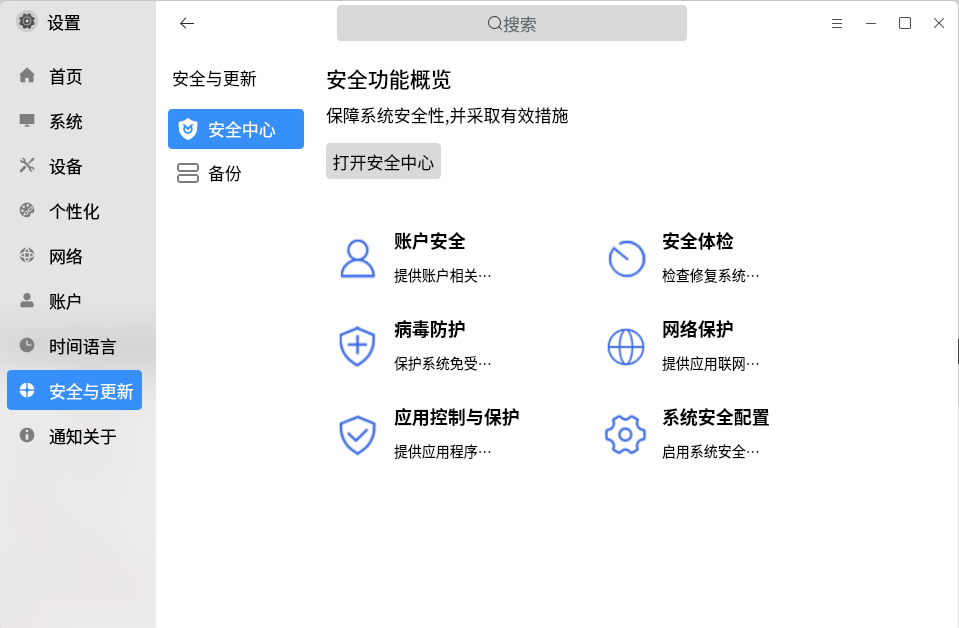 设置
搜索
首页
系统
设备
个性化
网络
账户
时间语言
安全与更新
通知关于
安全与更新
安全中心
备份
安全功能概览
保障系统安全性,并采取有效措施
打开安全中心
账户安全
提供账户相关…
安全体检
检查修复系统…
病毒防护
保护系统免受…
网络保护
提供应用联网…
应用控制与保护
提供应用程序…
系统安全配置
启用系统安全…